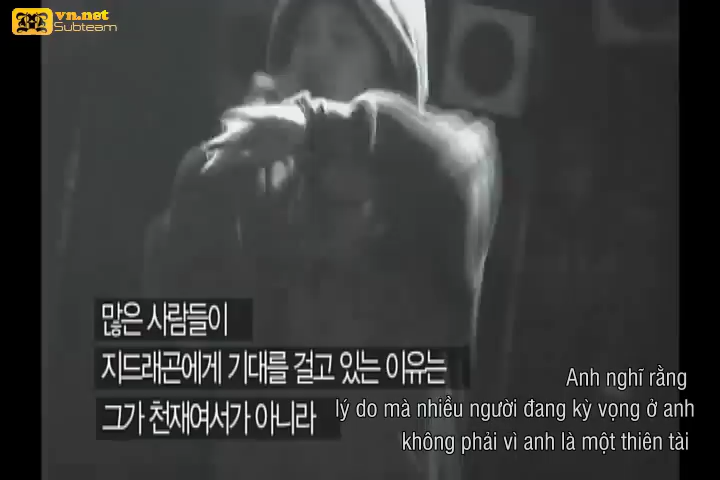 vn.net
Subteam
많은 사람들이
지드래곤에게 기대를 걸고 있는 이유는
그가 천재여서가 아니라
Anh nghĩ rằng
lý do mà nhiều người đang kỳ vọng ở anh
không phải vì anh là một thiên tài